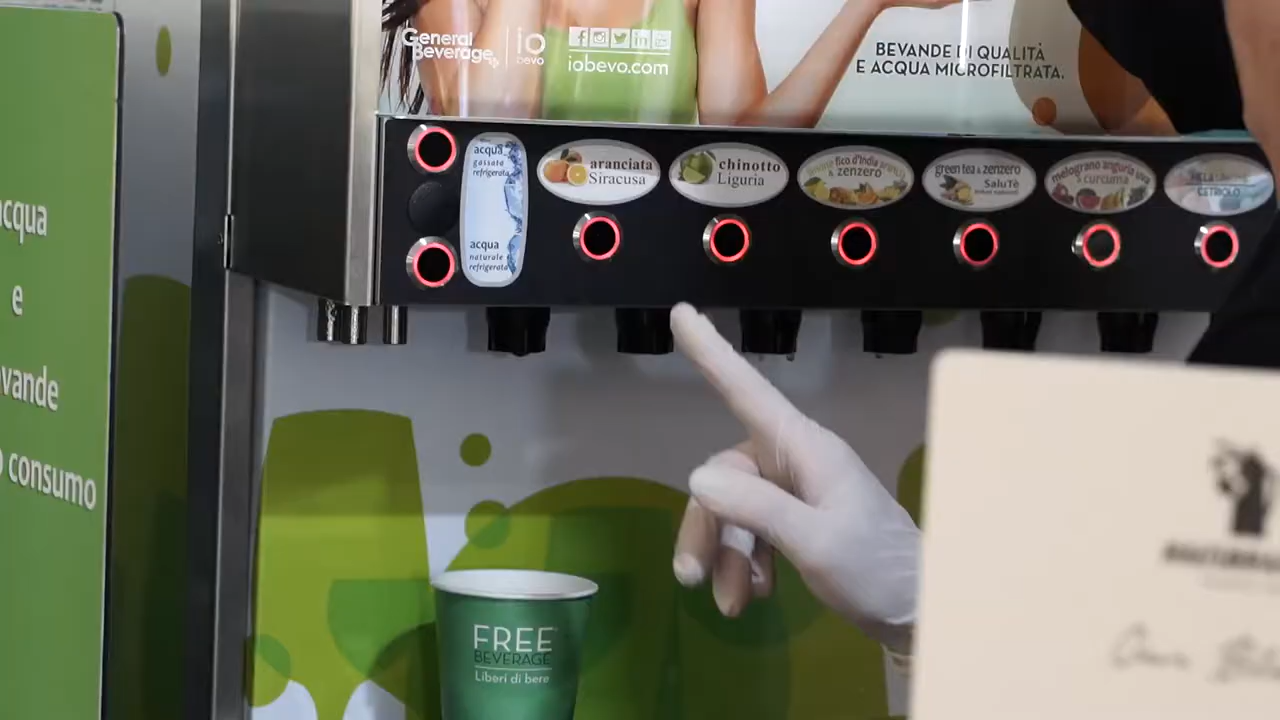 General
Beverage
io
bevo
iobevo.com
BEVANDE DI QUALITÀ
E ACQUA MICROFILTRATA.
acqua
gassata
refrigerata
acqua
naturale
refrigerata
aranciata
Siracusa
chinotto
Liguria
fico d'India
& zenzero
green tea & zenzero
SaluTè
melograno anguria uva
& curcuma
CETRIOLO
acqua
e
vande
consumo
FREE
BEVERAGE
Liberi di bere